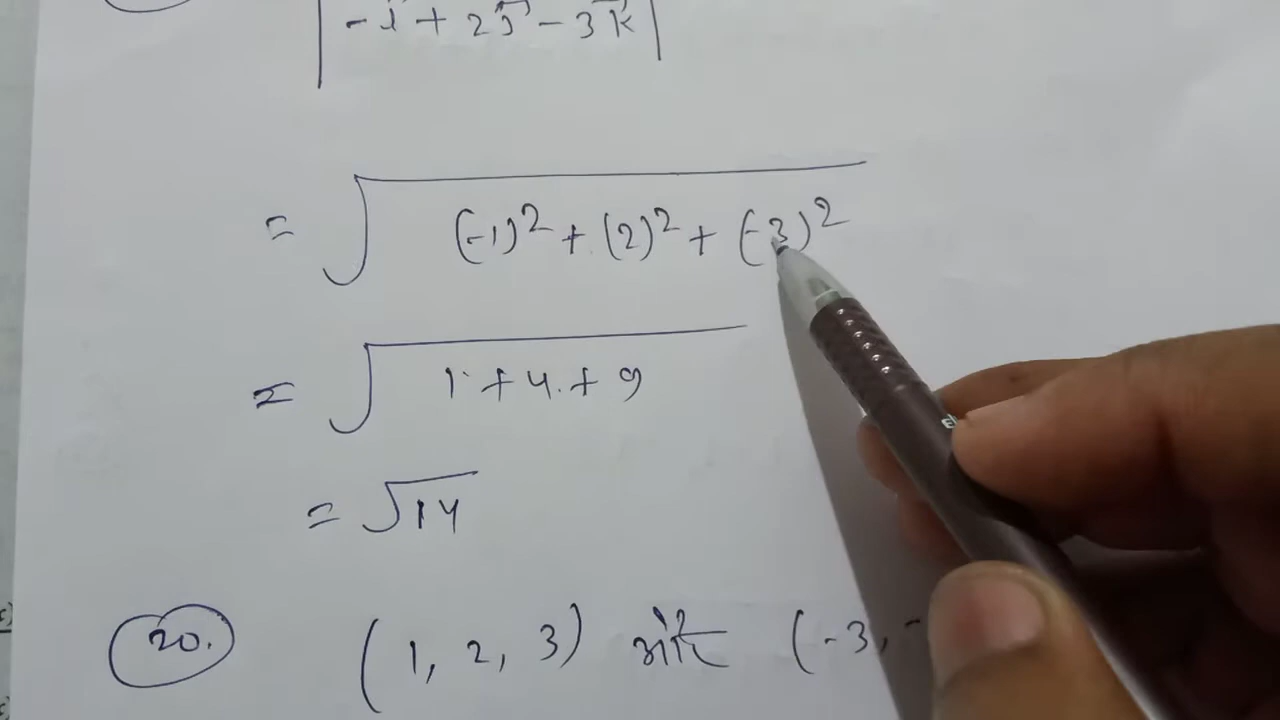 |-i + 2j - 3k|
= √(-1)² + (2)² + (-3)²
= √1 + 4 + 9
= √14
20. (1, 2, 3) और (-3, -